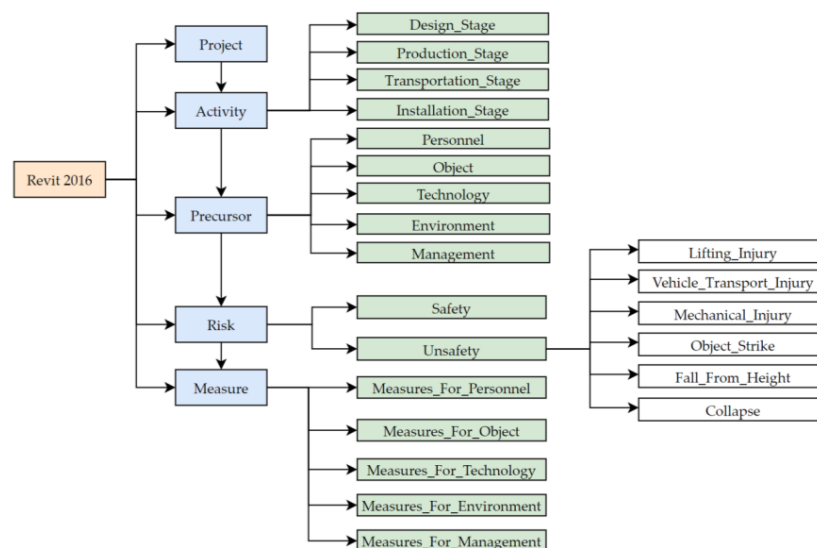 Revit 2016
Project
Activity
Design_Stage
Production_Stage
Transportation_Stage
Installation_Stage
Precursor
Personnel
Object
Technology
Environment
Management
Risk
Safety
Unsafety
Lifting_Injury
Vehicle_Transport_Injury
Mechanical_Injury
Object_Strike
Fall_From_Height
Collapse
Measure
Measures_For_Personnel
Measures_For_Object
Measures_For_Technology
Measures_For_Environment
Measures_For_Management